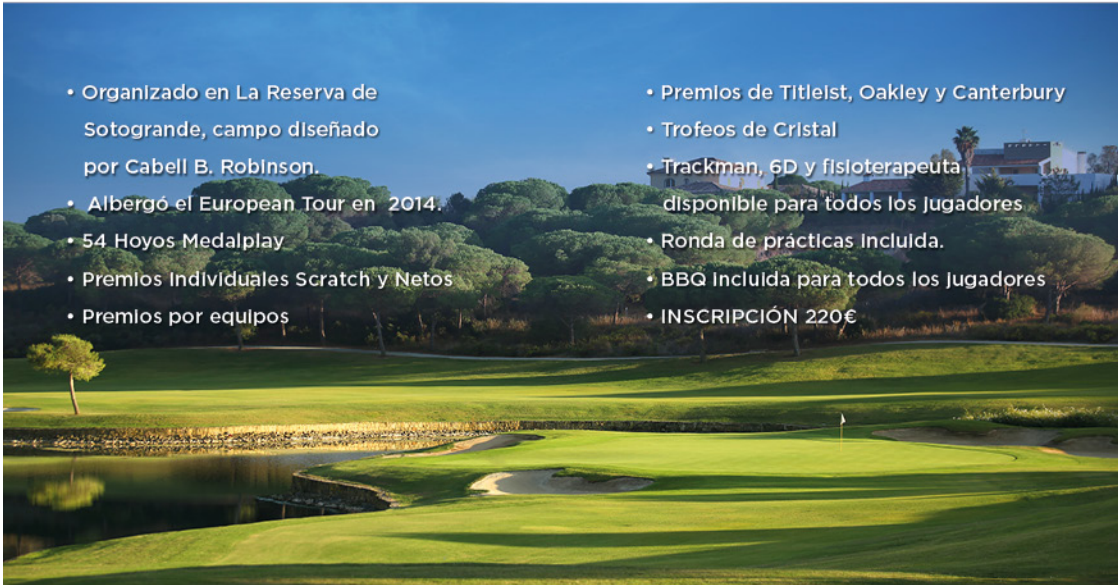 • Organizado en La Reserva de
Sotogrande, campo diseñado
por Cabell B. Robinson.
• Albergó el European Tour en 2014.
• 54 Hoyos Medalplay
• Premios Individuales Scratch y Netos
• Premios por equipos
• Premios de Titleist, Oakley y Canterbury
• Trofeos de Cristal
• Trackman, 6D y fisioterapeuta
disponible para todos los jugadores
• Ronda de prácticas incluida.
• BBQ incluida para todos los jugadores
• INSCRIPCIÓN 220€